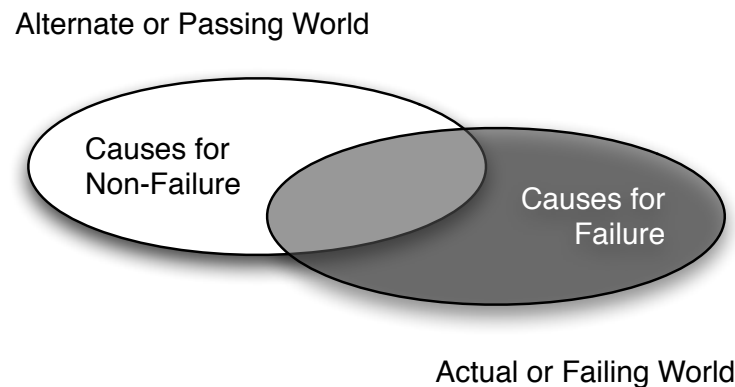 Alternate or Passing World
Causes for
Non-Failure
Causes for
Failure
Actual or Failing World